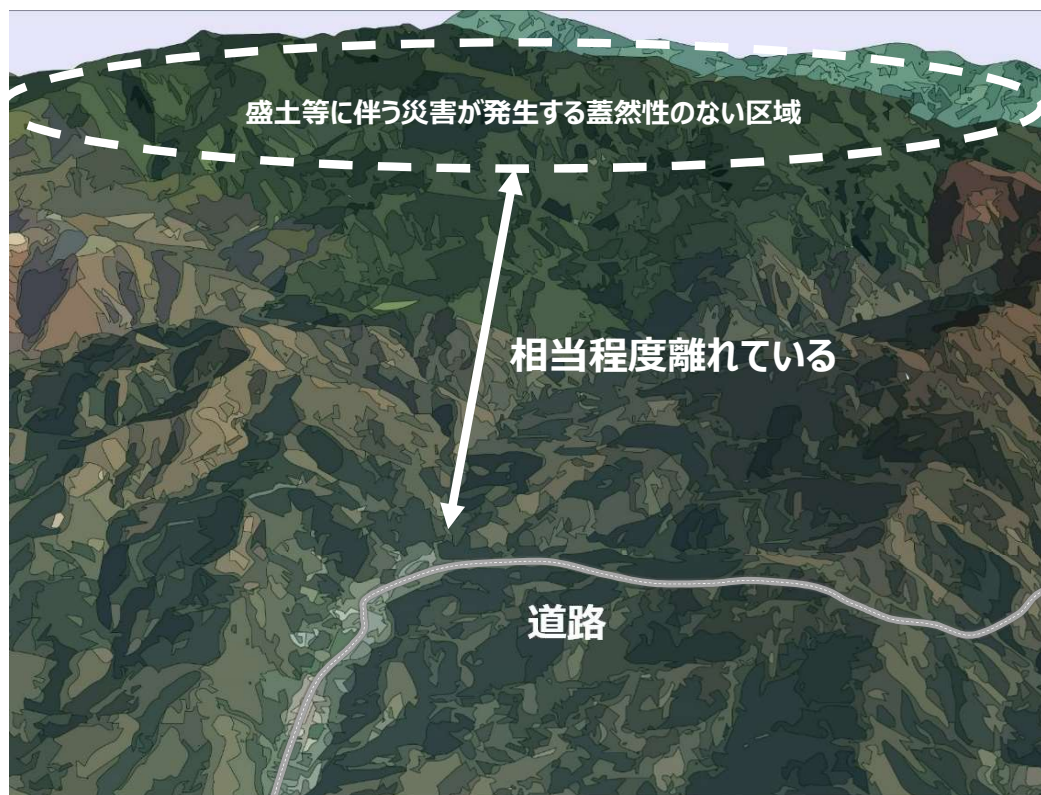 盛土等に伴う災害が発生する蓋然性のない区域
相当程度離れている
道路